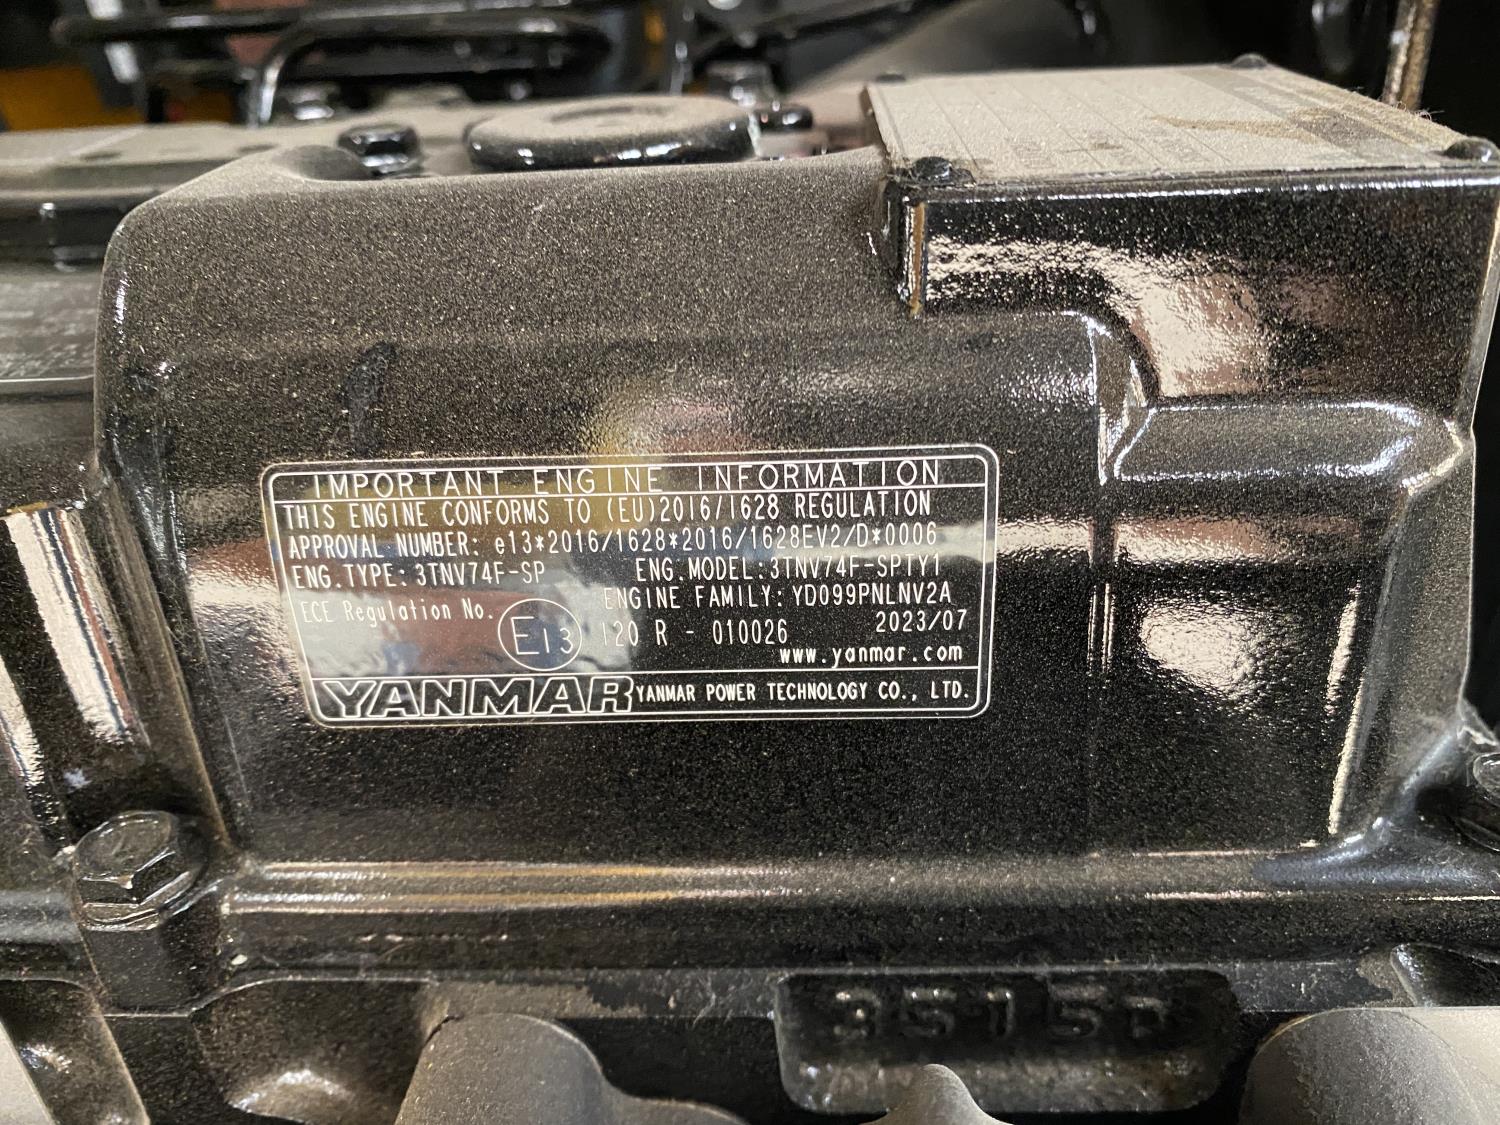 IMPORTANT ENGINE INFORMATION
THIS ENGINE CONFORMS TO (EU)2016/1628 REGULATION
APPROVAL NUMBER: e13*2016/1628*2016/1628EV2/D*0006
ENG.TYPE: 3TNV74F-SP ENG.MODEL: 3TNV74F-SPTY1
ENGINE FAMILY: YD099PNLNV2A
ECE Regulation No. E13 120 R - 010026 2023/07
www.yanmar.com
YANMAR YANMAR POWER TECHNOLOGY CO., LTD.